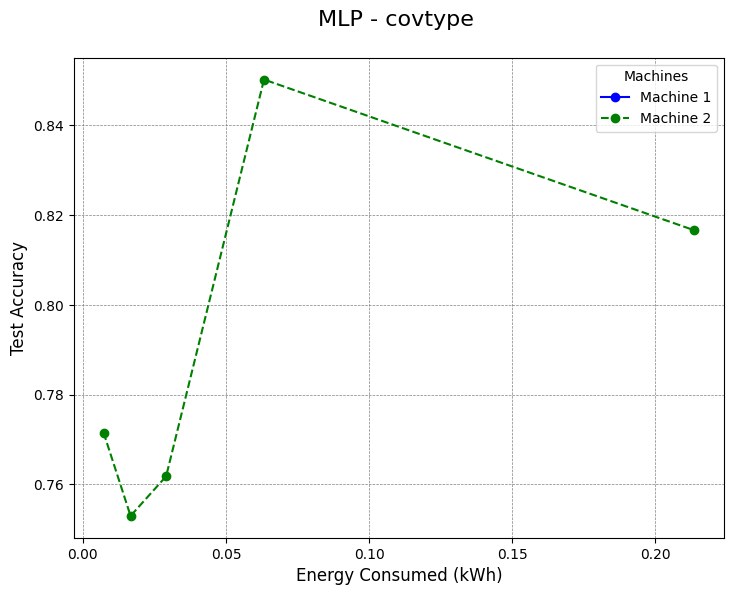 MLP - covtype
Machines
Machine 1
Machine 2
Test Accuracy
0.84
0.82
0.80
0.78
0.76
0.00 0.05 0.10 0.15 0.20
Energy Consumed (kWh)